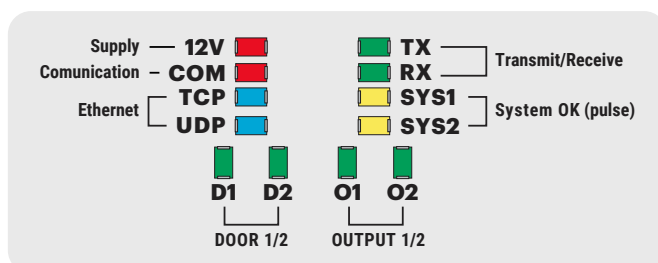 Supply — 12V
Comunication – COM
TCP
Ethernet
UDP
TX
RX
Transmit/Receive
SYS1
SYS2
System OK (pulse)
D1 D2 O1 O2
DOOR 1/2 OUTPUT 1/2